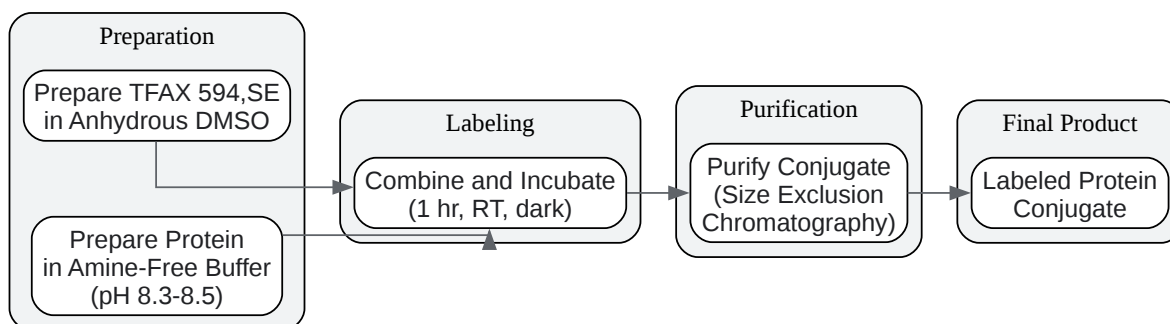 Preparation
Prepare TFAX 594,SE
in Anhydrous DMSO
Prepare Protein
in Amine-Free Buffer
(pH 8.3-8.5)
Labeling
Combine and Incubate
(1 hr, RT, dark)
Purification
Purify Conjugate
(Size Exclusion
Chromatography)
Final Product
Labeled Protein
Conjugate